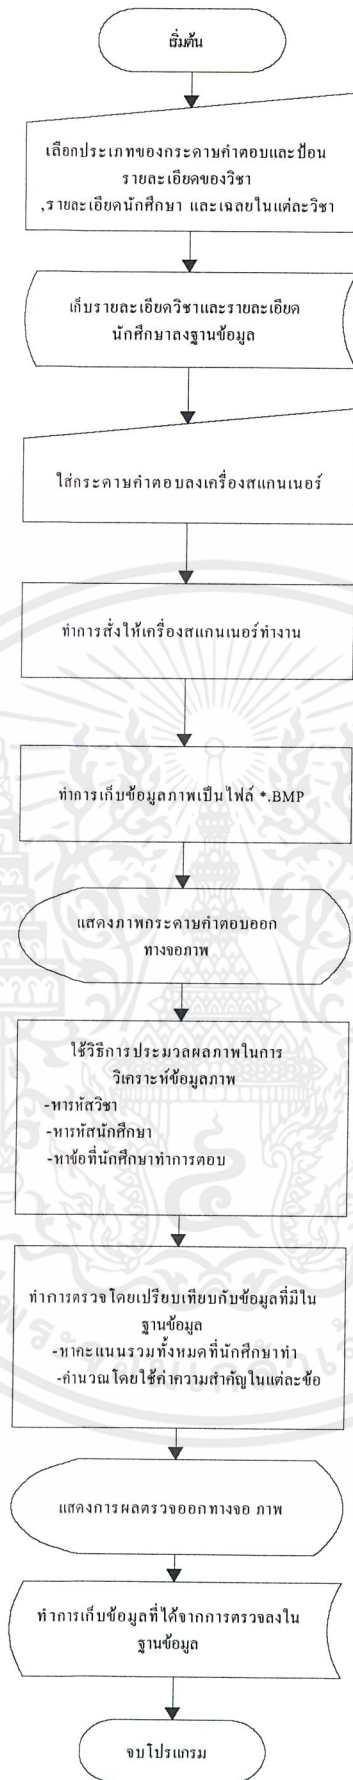 เริ่มต้น
เลือกประเภทของกระดาษคำตอบและป้อน
รายละเอียดของวิชา
,รายละเอียดนักศึกษา และเฉลยในแต่ละวิชา
เก็บรายละเอียดวิชาและรายละเอียด
นักศึกษาลงฐานข้อมูล
ใส่กระดาษคำตอบลงเครื่องสแกนเนอร์
ทำการสั่งให้เครื่องสแกนเนอร์ทำงาน
ทำการเก็บข้อมูลภาพเป็นไฟล์ *.BMP
แสดงภาพกระดาษคำตอบออก
ทางจอภาพ
ใช้วิธีการประมวลผลภาพในการ
วิเคราะห์ข้อมูลภาพ
-หารหัสวิชา
-หารหัสนักศึกษา
-หาข้อที่นักศึกษาทำการตอบ
ทำการตรวจโดยเปรียบเทียบกับข้อมูลที่มีใน
ฐานข้อมูล
-หาคะแนนรวมทั้งหมดที่นักศึกษาทำ
-คำนวณโดยใช้ค่าความสำคัญในแต่ละข้อ
แสดงการผลตรวจออกทางจอ ภาพ
ทำการเก็บข้อมูลที่ได้จากการตรวจลงใน
ฐานข้อมูล
จบโปรแกรม